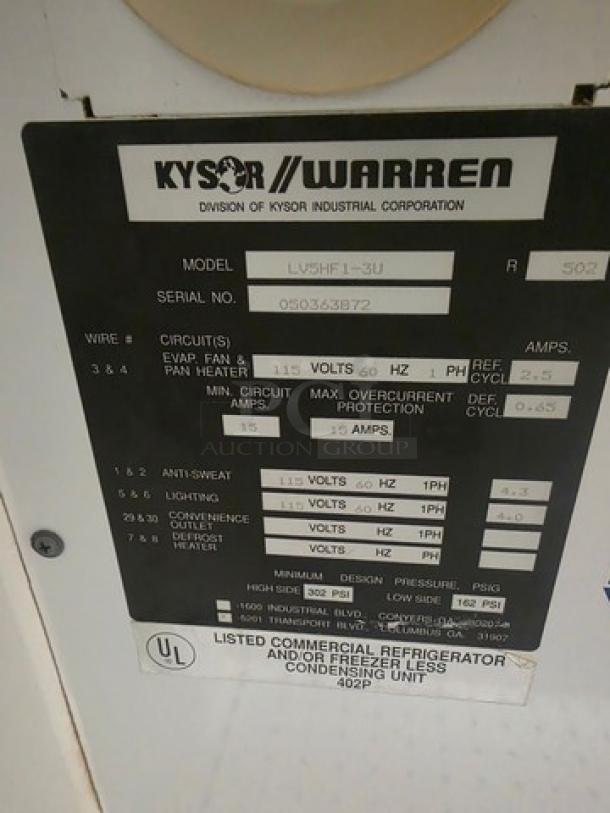 KYSOR//WARREN
DIVISION OF KYSOR INDUSTRIAL CORPORATION
MODEL LV5HF1-3U R 502
SERIAL NO. 050363872
WIRE # CIRCUIT(S) AMPS.
3 & 4 EVAP. FAN & PAN HEATER 115 VOLTS 60 HZ 1 PH REF. CYCL 2.5
MIN. CIRCUIT AMPS. MAX. OVERCURRENT PROTECTION DEF. CYCL 0.65
15 15 AMPS.
PCI
AUCTION GROUP
1 & 2 ANTI-SWEAT 115 VOLTS 60 HZ 1PH 4.3
5 & 6 LIGHTING 115 VOLTS 60 HZ 1PH 4.0
29 & 30 CONVENIENCE OUTLET VOLTS HZ 1PH
7 & 8 DEFROST HEATER VOLTS HZ PH
MINIMUM DESIGN PRESSURE, PSIG
HIGH SIDE 302 PSI LOW SIDE 162 PSI
-1600 INDUSTRIAL BLVD., CONYERS, GA.
-5201 TRANSPORT BLVD., COLUMBUS GA. 31907
UL
LISTED COMMERCIAL REFRIGERATOR
AND/OR FREEZER LESS
CONDENSING UNIT
402P